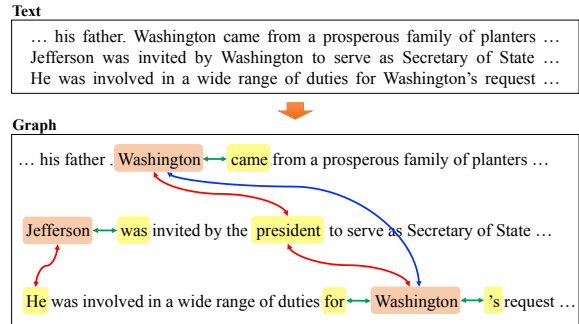 Text
… his father. Washington came from a prosperous family of planters …
Jefferson was invited by Washington to serve as Secretary of State …
He was involved in a wide range of duties for Washington's request …
Graph
… his father . Washington came from a prosperous family of planters …
Jefferson was invited by the president to serve as Secretary of State …
He was involved in a wide range of duties for Washington 's request …